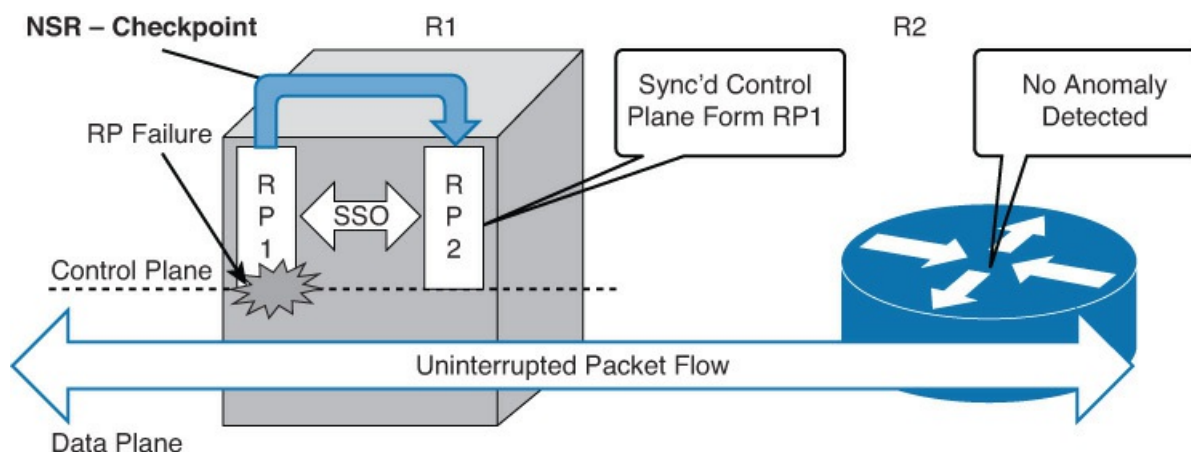 NSR – Checkpoint
R1
R2
Sync'd Control
Plane Form RP1
No Anomaly
Detected
RP Failure
R
P
1
SSO
R
P
2
Control Plane
Uninterrupted Packet Flow
Data Plane